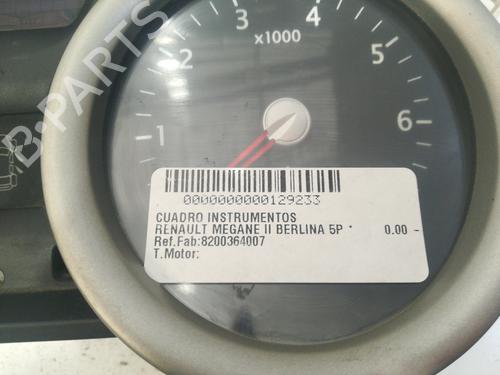 2 3 4 5
x1000
1 6
0000000000129233
CUADRO INSTRUMENTOS
RENAULT MEGANE II BERLINA 5P * 0.00 -
Ref.Fab:8200364007
T.Motor:
B-PARTS